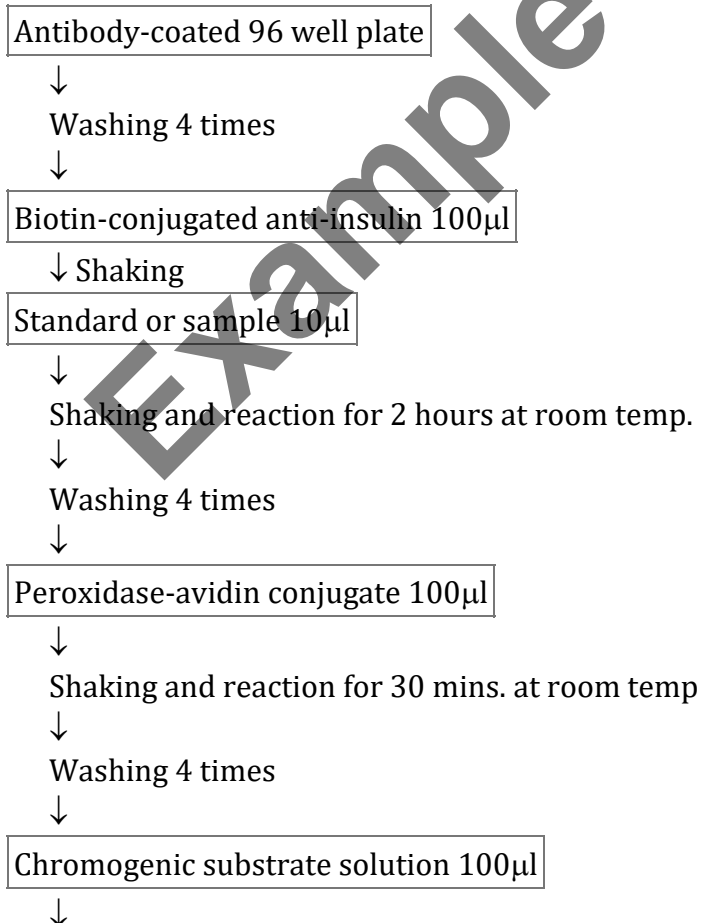 Antibody-coated 96 well plate
↓
Washing 4 times
↓
Biotin-conjugated anti-insulin 100μl
↓ Shaking
Standard or sample 10μl
↓
Shaking and reaction for 2 hours at room temp.
↓
Washing 4 times
↓
Peroxidase-avidin conjugate 100μl
↓
Shaking and reaction for 30 mins. at room temp
↓
Washing 4 times
↓
Chromogenic substrate solution 100μl
↓
Example